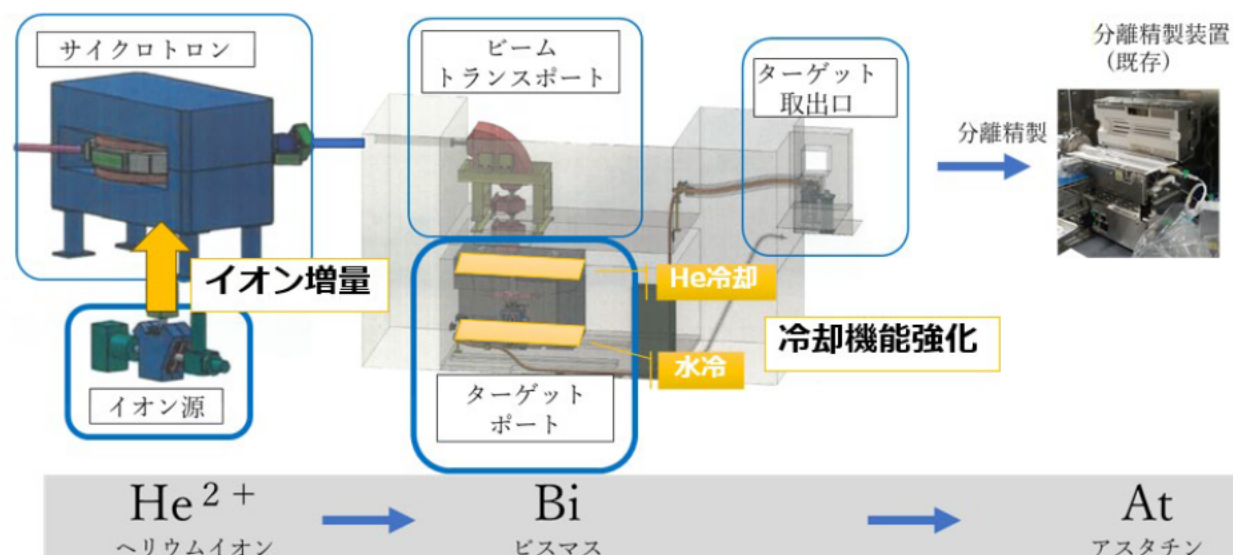 サイクロトロン
ビーム
トランスポート
ターゲット
取出口
分離精製装置
（既存）
分離精製
イオン増量
He冷却
冷却機能強化
水冷
イオン源
ターゲット
ポート
He²⁺
Bi
At
ヘリウムイオン
ビスマス
アスタチン